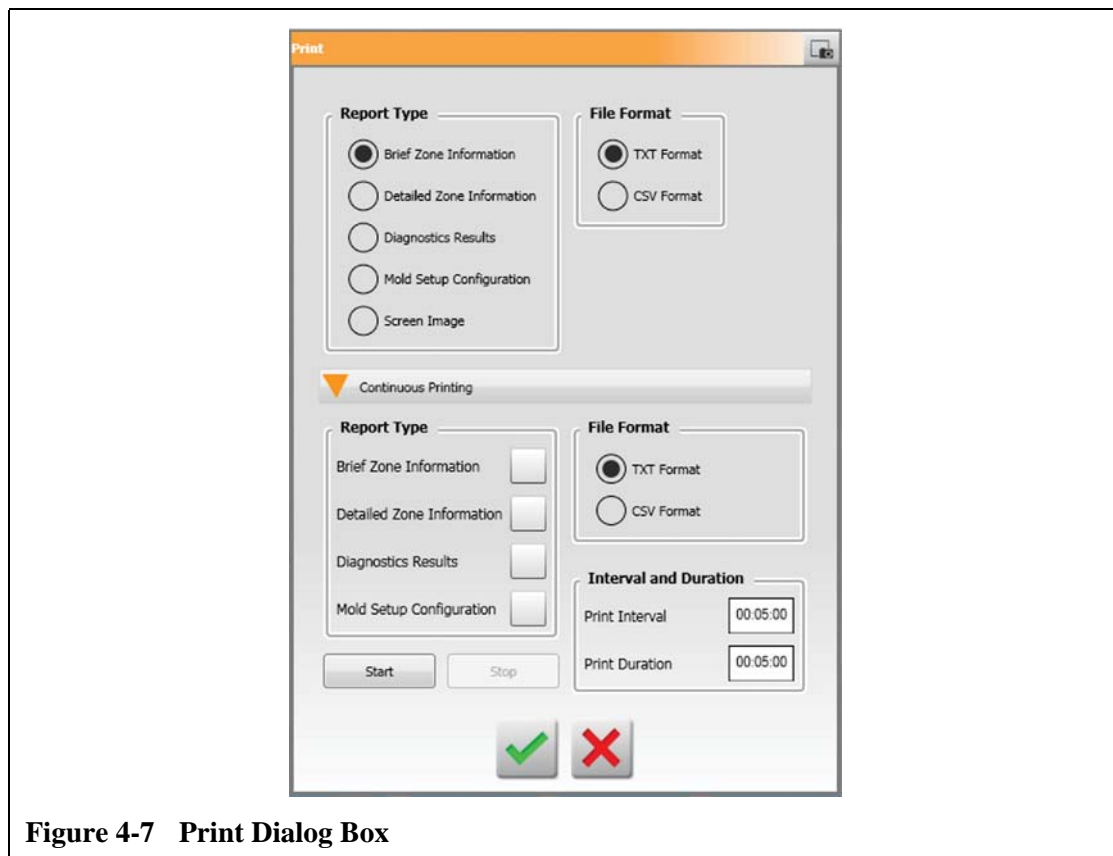 Print
Report Type
Brief Zone Information
Detailed Zone Information
Diagnostics Results
Mold Setup Configuration
Screen Image
File Format
TXT Format
CSV Format
Continuous Printing
Report Type
Brief Zone Information
Detailed Zone Information
Diagnostics Results
Mold Setup Configuration
File Format
TXT Format
CSV Format
Interval and Duration
Print Interval 00:05:00
Print Duration 00:05:00
Start Stop
Figure 4-7 Print Dialog Box